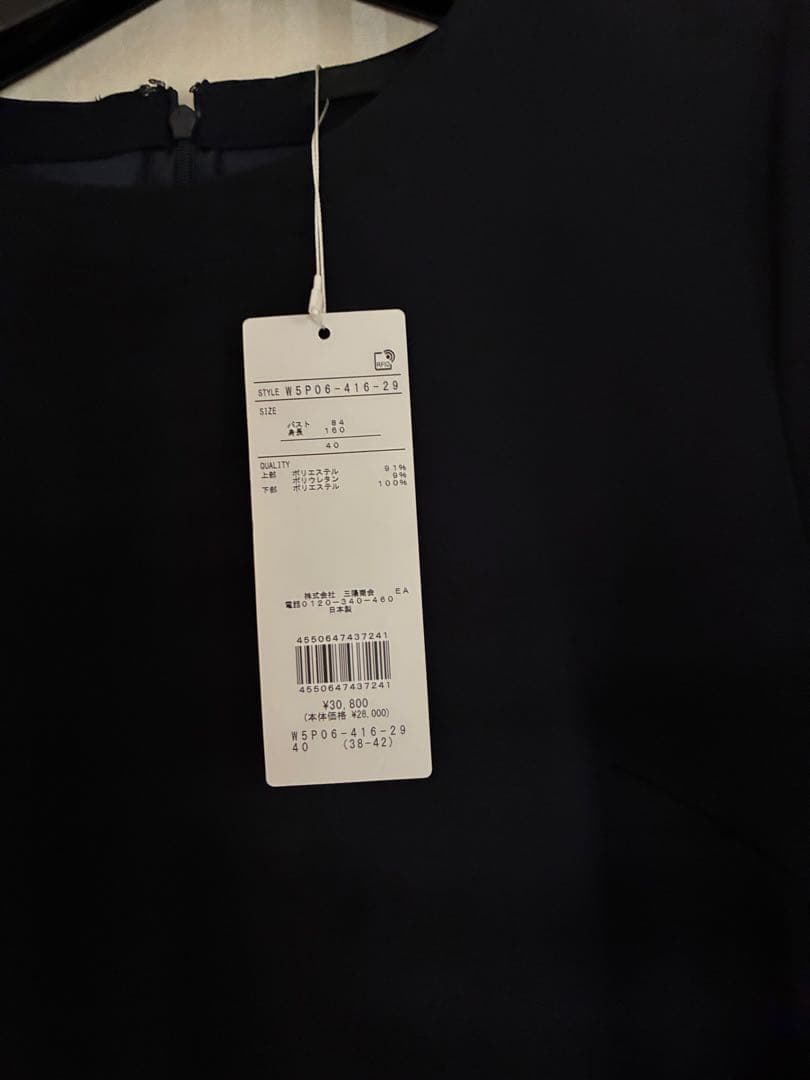 RFID
STYLE W5P06-416-29
SIZE
バスト 84
身長 160
40
QUALITY
上部 ポリエステル 91%
ポリウレタン 9%
下部 ポリエステル 100%
株式会社 三陽商会 EA
電話0120-340-460
日本製
4550647437241
4550647437241
¥30,800
(本体価格 ¥28,000)
W5P06-416-29
40 (38-42)